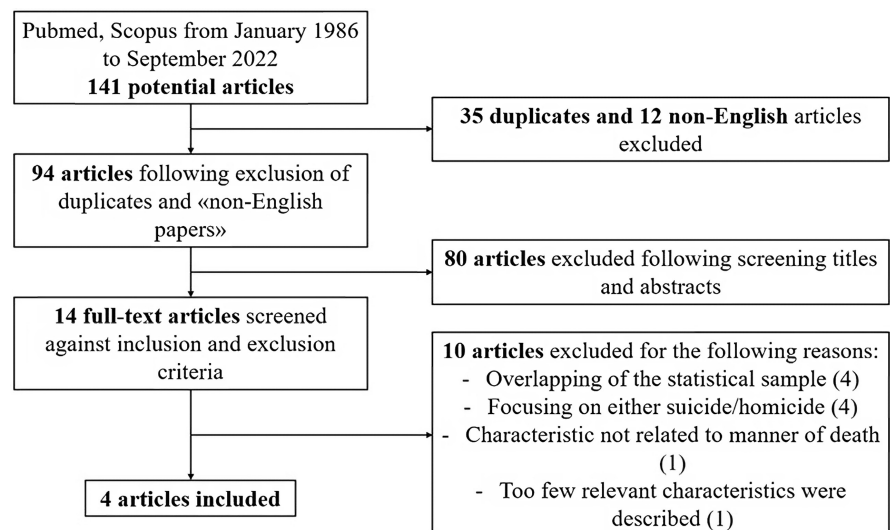 Pubmed, Scopus from January 1986
to September 2022
141 potential articles
35 duplicates and 12 non-English articles
excluded
94 articles following exclusion of
duplicates and «non-English
papers»
80 articles excluded following screening titles
and abstracts
14 full-text articles screened
against inclusion and exclusion
criteria
10 articles excluded for the following reasons:
- Overlapping of the statistical sample (4)
- Focusing on either suicide/homicide (4)
- Characteristic not related to manner of death
(1)
- Too few relevant characteristics were
described (1)
4 articles included